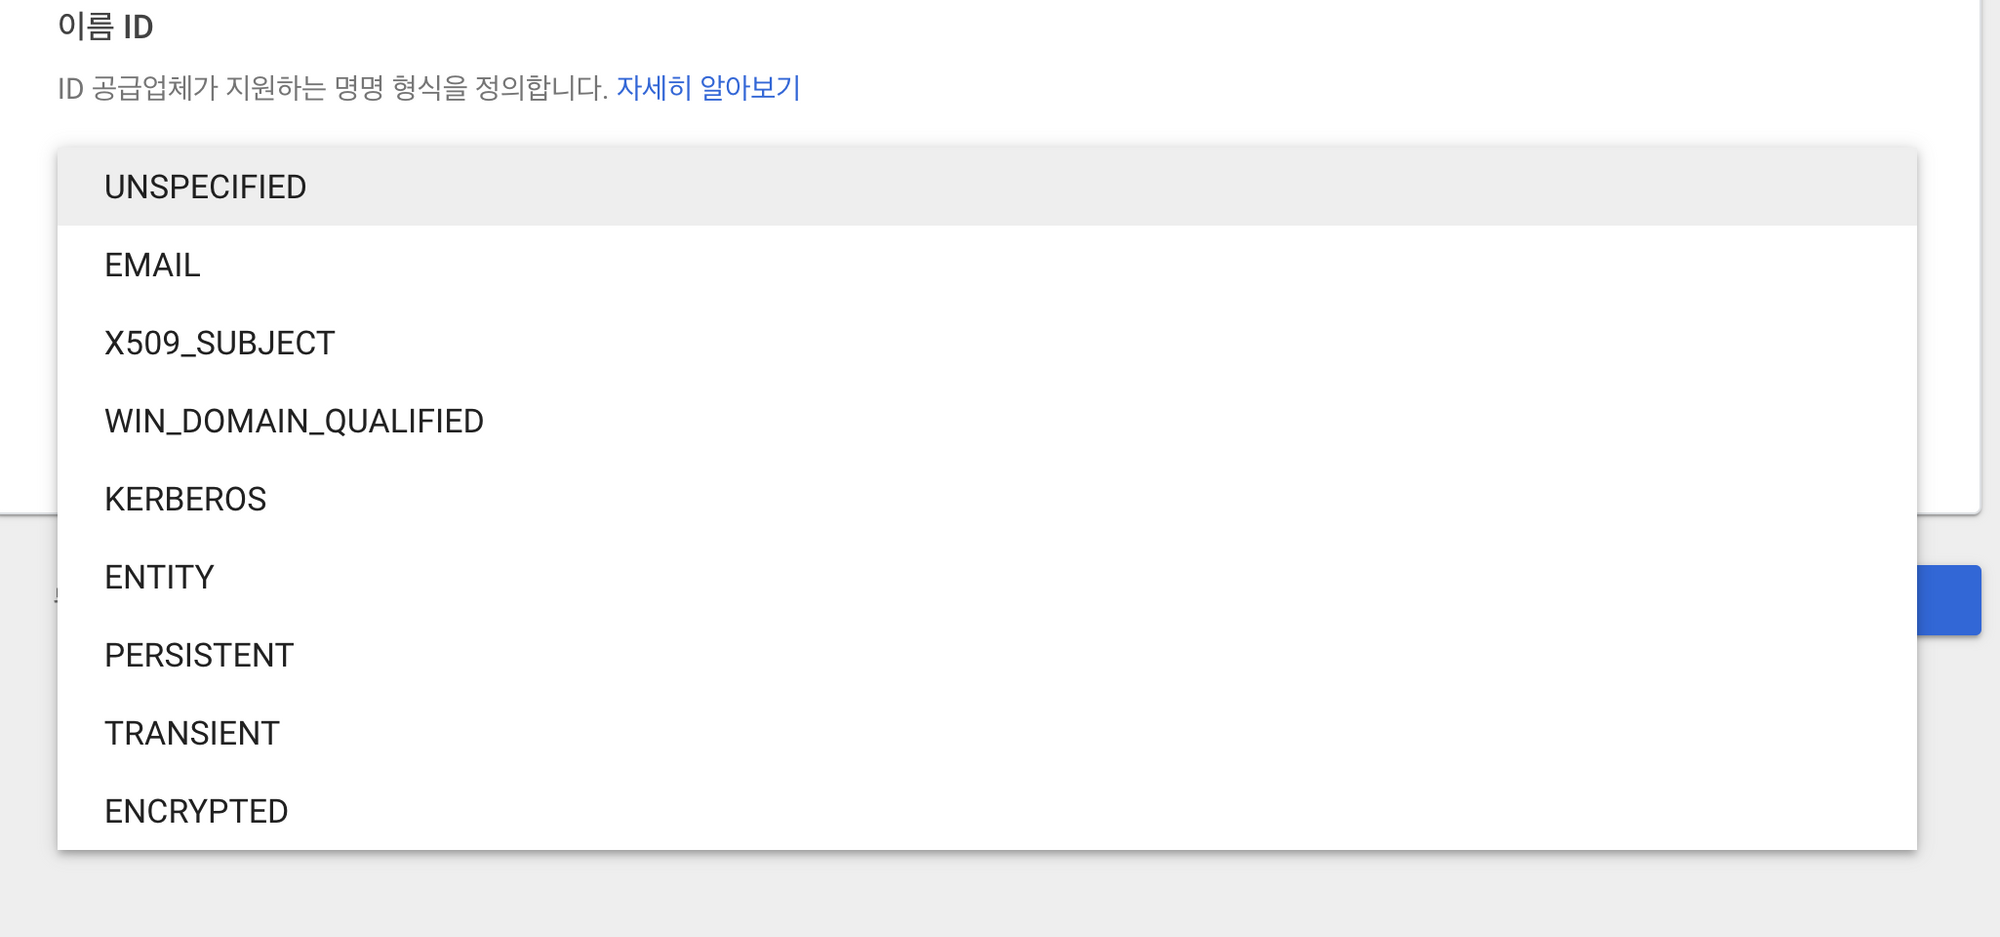 이름 ID
ID 공급업체가 지원하는 명명 형식을 정의합니다. 자세히 알아보기
UNSPECIFIED
EMAIL
X509_SUBJECT
WIN_DOMAIN_QUALIFIED
KERBEROS
ENTITY
PERSISTENT
TRANSIENT
ENCRYPTED